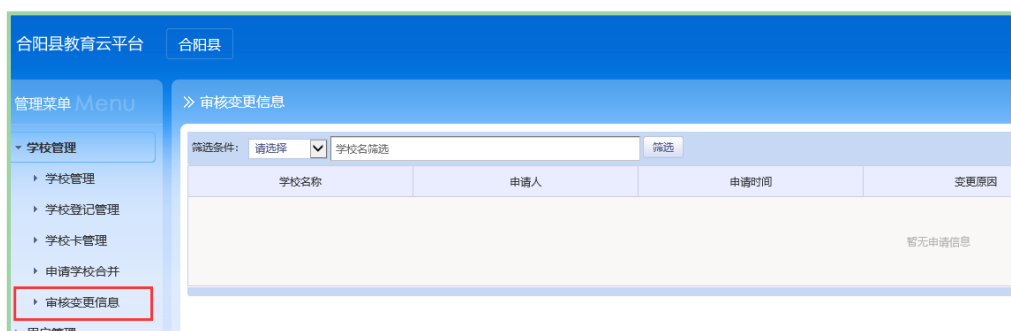 合阳县教育云平台 合阳县
管理菜单 Menu
审核变更信息
学校管理
筛选条件： 请选择 学校名筛选 筛选
学校名称 申请人 申请时间 变更原因
学校管理
学校登记管理
学校卡管理
暂无申请信息
申请学校合并
审核变更信息